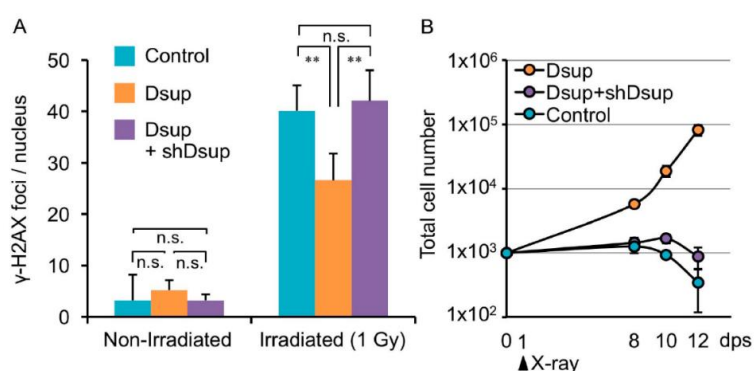 A
γ-H2AX foci / nucleus
50
40
30
20
10
0
Control
Dsup
Dsup
+ shDsup
n.s.
n.s.
n.s.
n.s.
** **
Non-Irradiated
Irradiated (1 Gy)
B
Total cell number
1x10⁶
1x10⁵
1x10⁴
1x10³
1x10²
Dsup
Dsup+shDsup
Control
0 1 8 10 12 dps
▲X-ray